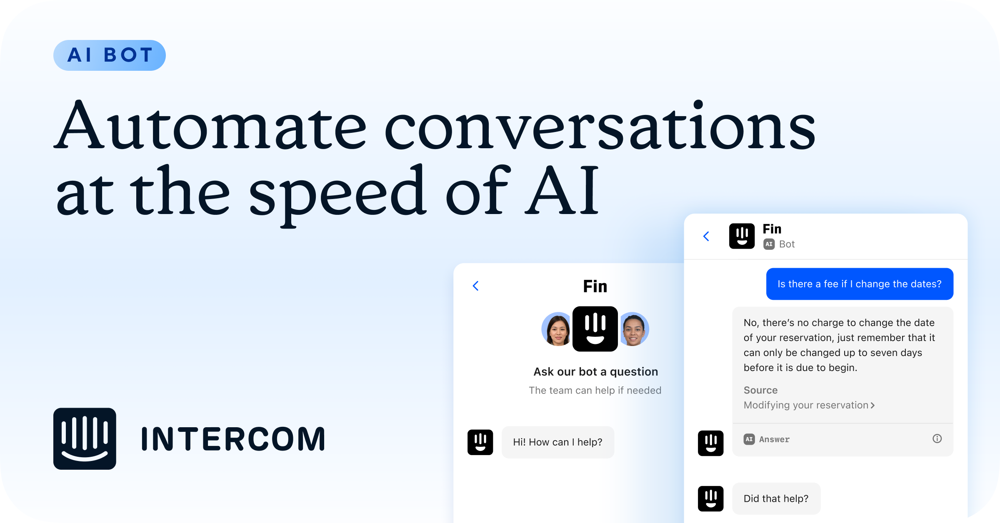 AI BOT
Automate conversations
at the speed of AI
INTERCOM
Fin
Ask our bot a question
The team can help if needed
Hi! How can I help?
Fin
AI Bot
Is there a fee if I change the dates?
No, there’s no charge to change the date
of your reservation, just remember that it
can only be changed up to seven days
before it is due to begin.
Source
Modifying your reservation
AI Answer
Did that help?